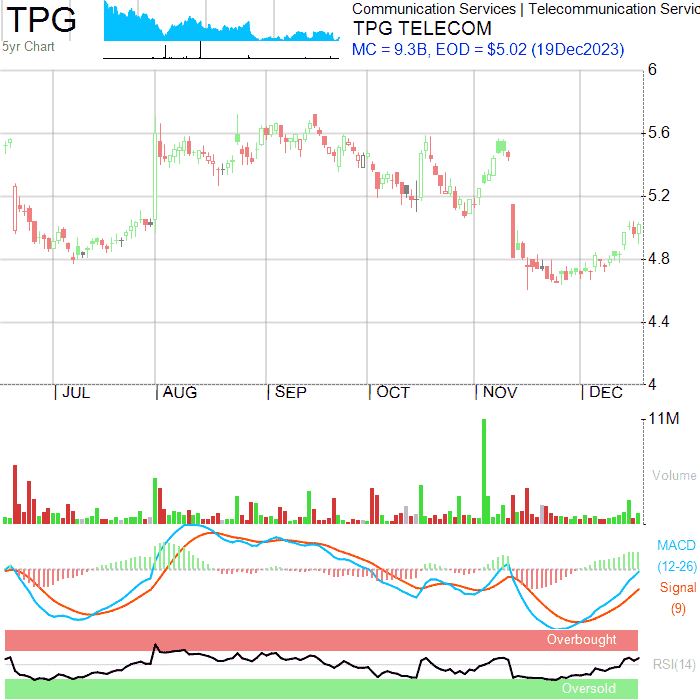 TPG
5yr Chart
Communication Services | Telecommunication Servic
TPG TELECOM
MC = 9.3B, EOD = $5.02 (19Dec2023)
6
5.6
5.2
4.8
4.4
4
JUL
AUG
SEP
OCT
NOV
DEC
11M
Volume
MACD
(12-26)
Signal
(9)
Overbought
RSI(14)
Oversold